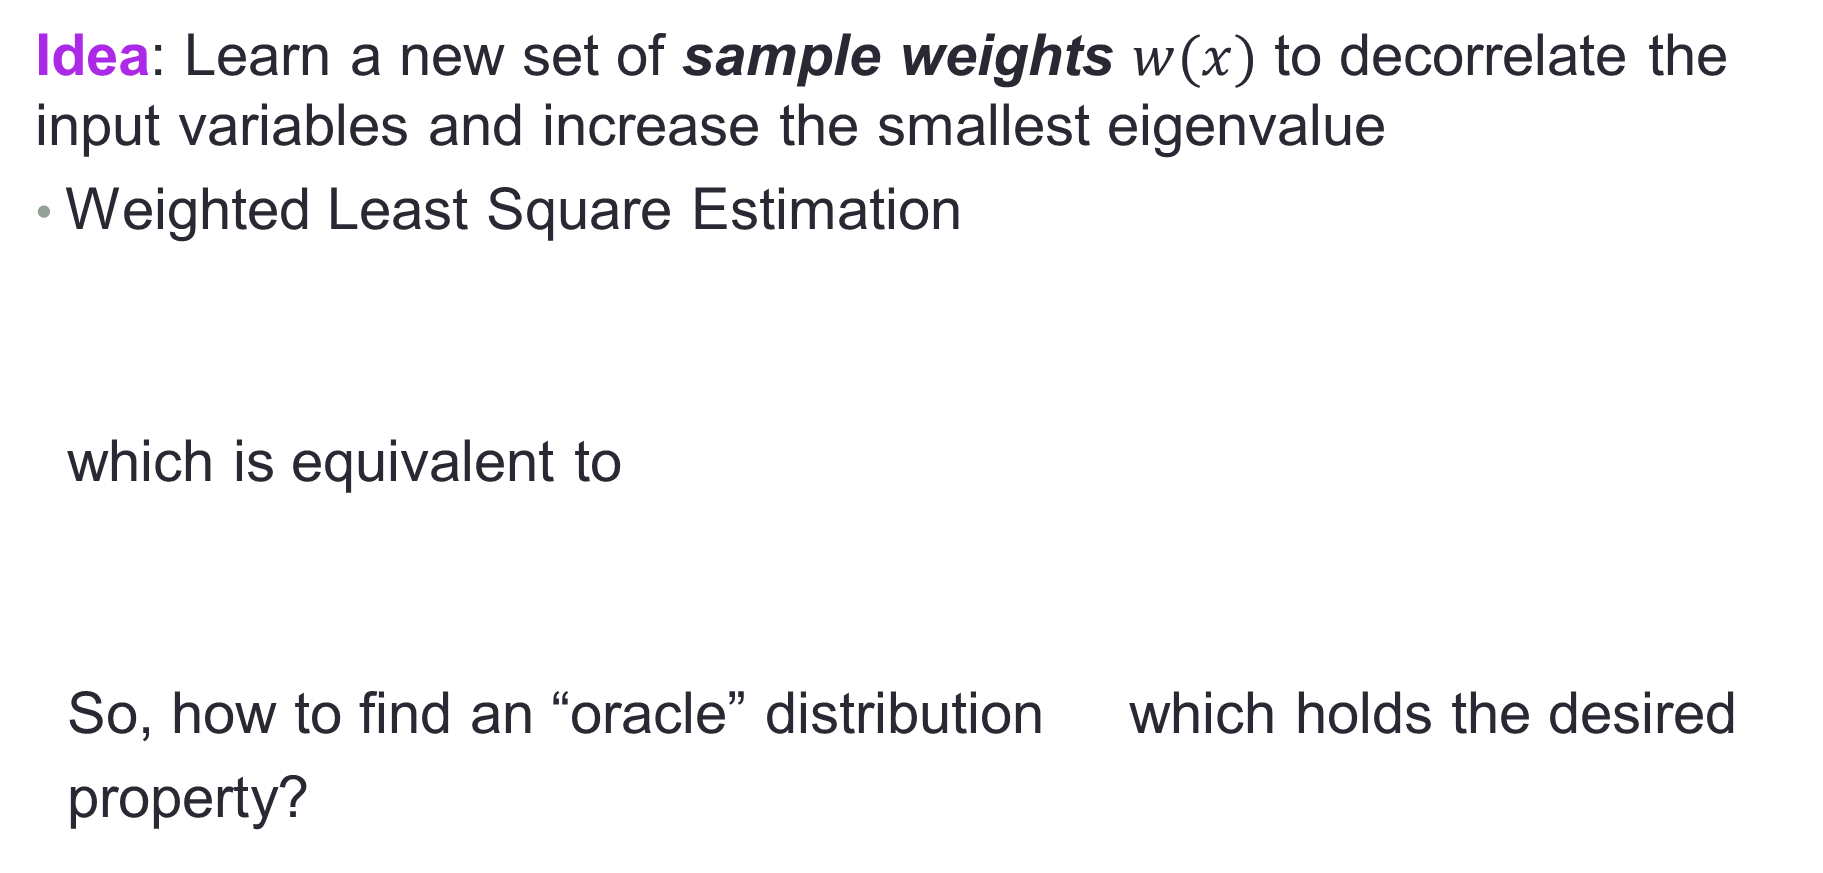 Idea: Learn a new set of sample weights w(x) to decorrelate the
input variables and increase the smallest eigenvalue
• Weighted Least Square Estimation
which is equivalent to
So, how to find an “oracle” distribution which holds the desired
property?